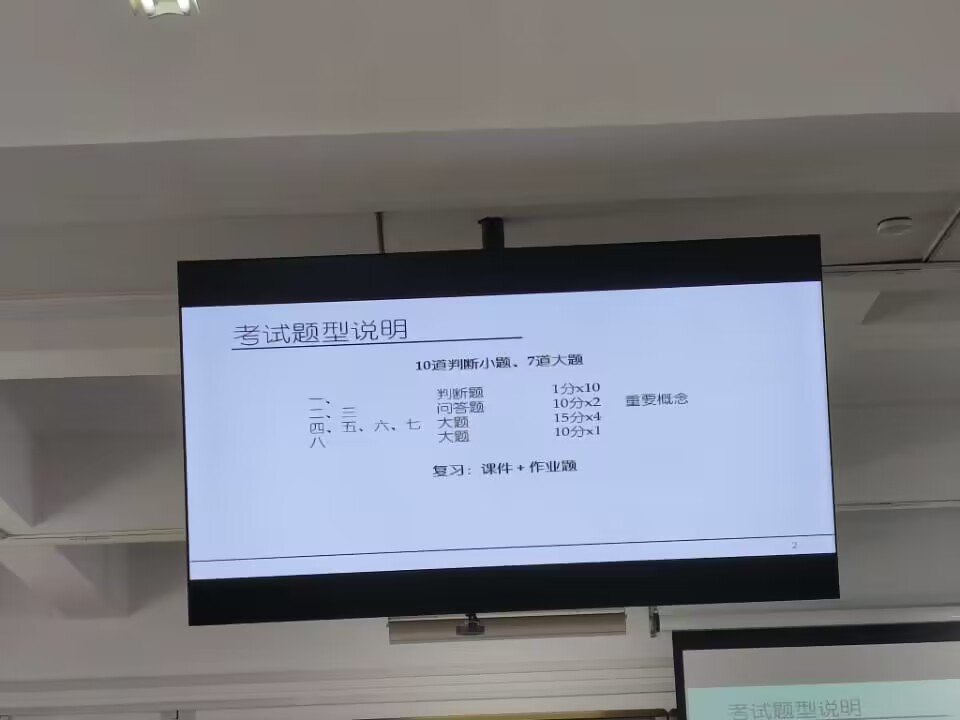 考试题型说明
10道判断小题、7道大题
一、 判断题 1分x10
二、三 问答题 10分x2 重要概念
四、五、六、七 大题 15分x4
八 大题 10分x1
复习：课件 + 作业题
2
考试题型说明